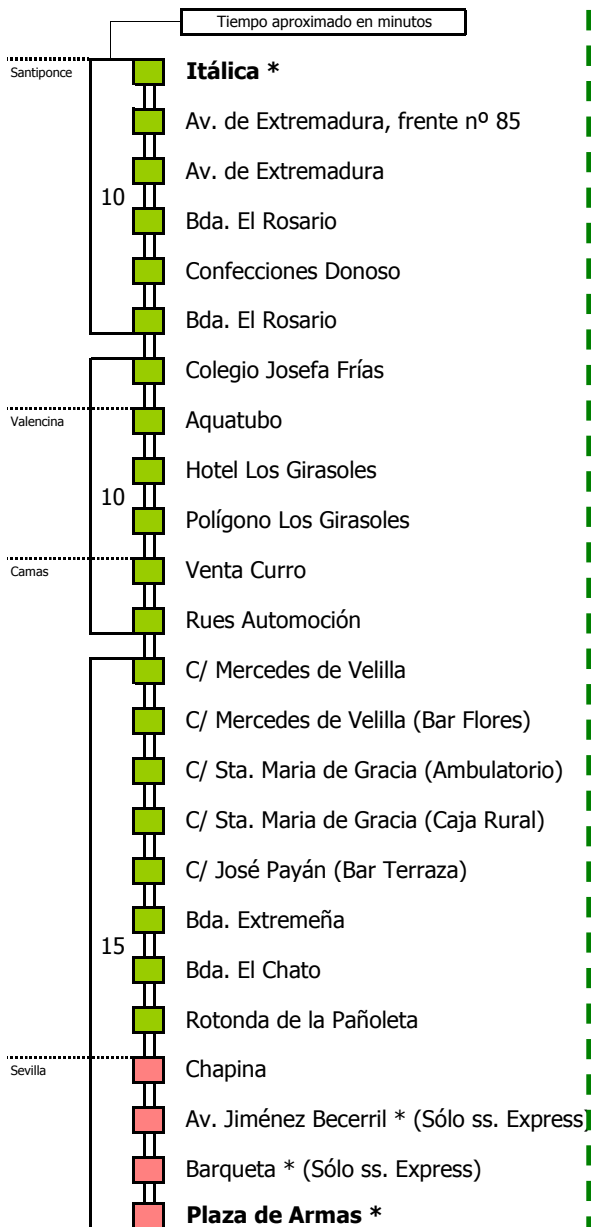 Tiempo aproximado en minutos
Santiponce
Itálica *
Av. de Extremadura, frente nº 85
Av. de Extremadura
10
Bda. El Rosario
Confecciones Donoso
Bda. El Rosario
Colegio Josefa Frías
Valencina
Aquatubo
Hotel Los Girasoles
10
Polígono Los Girasoles
Camas
Venta Curro
Rues Automoción
C/ Mercedes de Velilla
C/ Mercedes de Velilla (Bar Flores)
C/ Sta. Maria de Gracia (Ambulatorio)
C/ Sta. Maria de Gracia (Caja Rural)
C/ José Payán (Bar Terraza)
Bda. Extremeña
15
Bda. El Chato
Rotonda de la Pañoleta
Sevilla
Chapina
Av. Jiménez Becerril * (Sólo ss. Express)
Barqueta * (Sólo ss. Express)
Plaza de Armas *